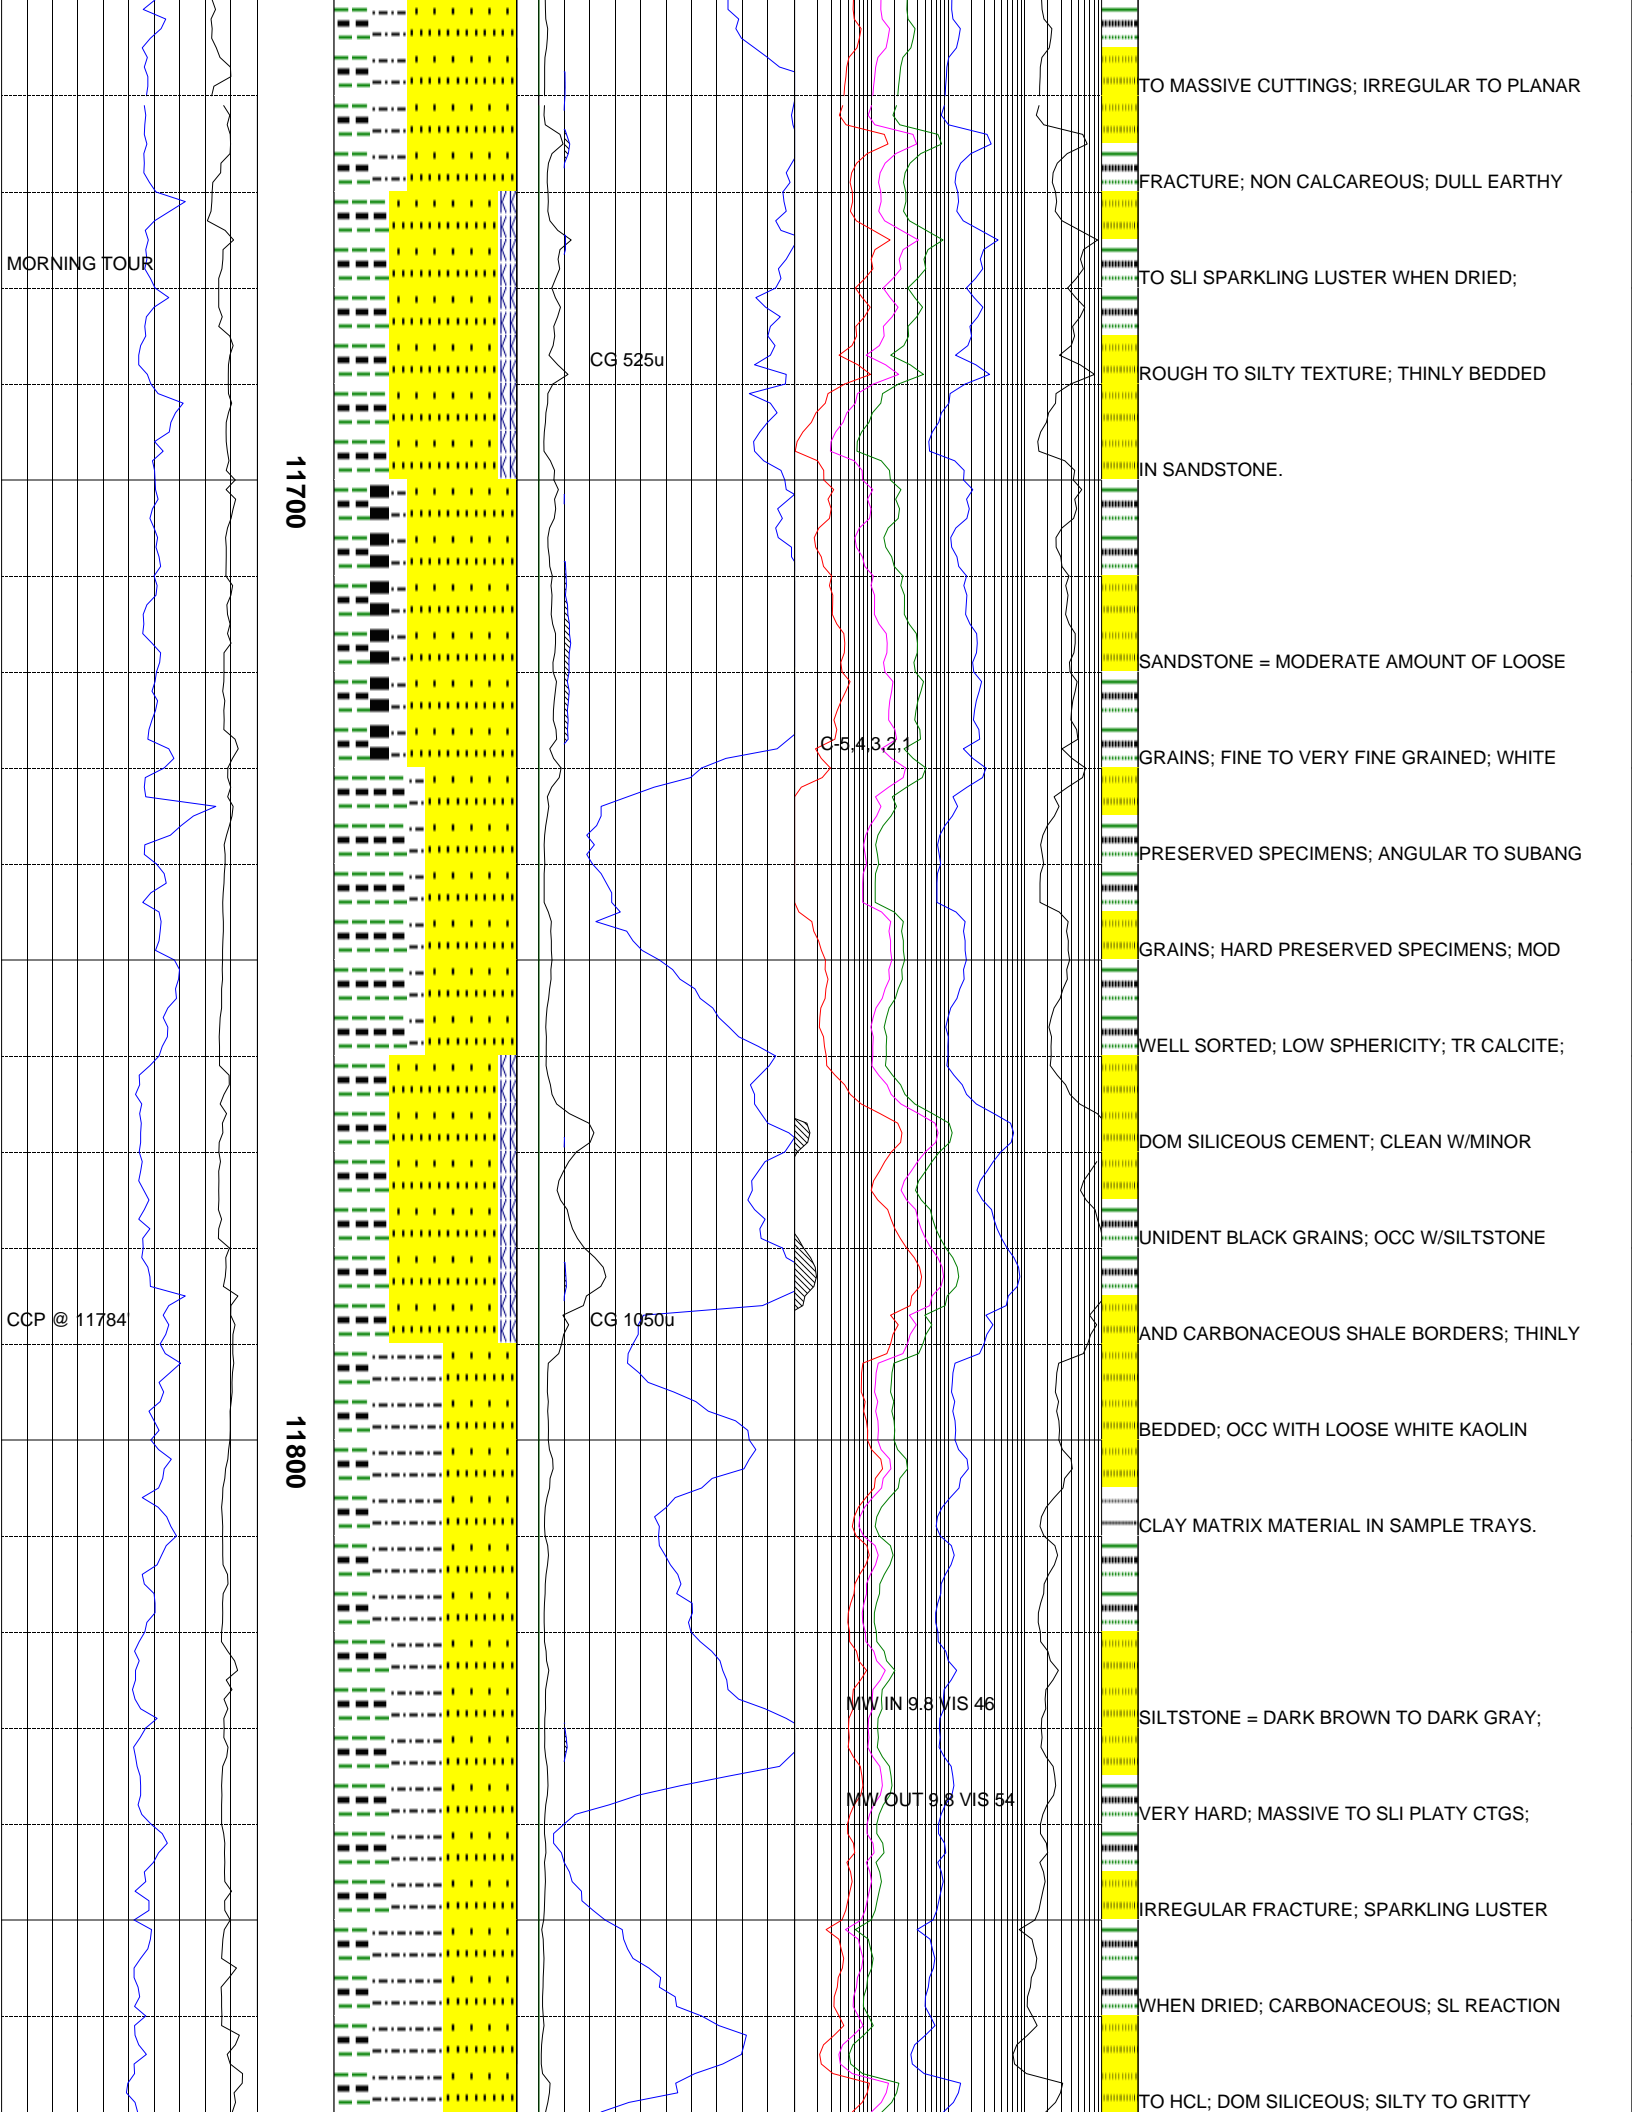 TO MASSIVE CUTTINGS; IRREGULAR TO PLANAR
FRACTURE; NON CALCAREOUS; DULL EARTHY
MORNING TOUR
TO SLI SPARKLING LUSTER WHEN DRIED;
CG 525u
ROUGH TO SILTY TEXTURE; THINLY BEDDED
IN SANDSTONE.
11700
SANDSTONE = MODERATE AMOUNT OF LOOSE
C-5,4,3,2,1
GRAINS; FINE TO VERY FINE GRAINED; WHITE
PRESERVED SPECIMENS; ANGULAR TO SUBANG
GRAINS; HARD PRESERVED SPECIMENS; MOD
WELL SORTED; LOW SPHERICITY; TR CALCITE;
DOM SILICEOUS CEMENT; CLEAN W/MINOR
UNIDENT BLACK GRAINS; OCC W/SILTSTONE
CCP @ 11784'
CG 1050u
AND CARBONACEOUS SHALE BORDERS; THINLY
BEDDED; OCC WITH LOOSE WHITE KAOLIN
11800
CLAY MATRIX MATERIAL IN SAMPLE TRAYS.
MW IN 9.8 VIS 46
SILTSTONE = DARK BROWN TO DARK GRAY;
MW OUT 9.8 VIS 54
VERY HARD; MASSIVE TO SLI PLATY CTGS;
IRREGULAR FRACTURE; SPARKLING LUSTER
WHEN DRIED; CARBONACEOUS; SL REACTION
TO HCL; DOM SILICEOUS; SILTY TO GRITTY